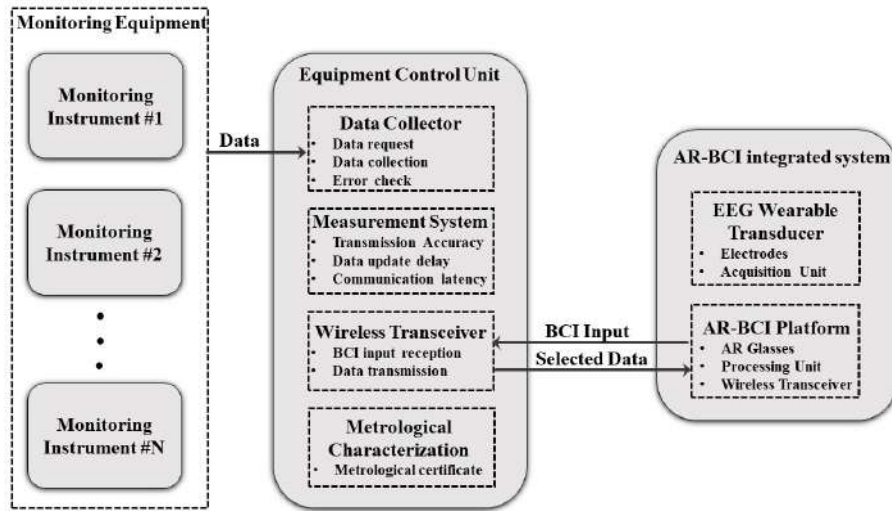 Monitoring Equipment
Monitoring
Instrument #1
Monitoring
Instrument #2
Monitoring
Instrument #N
Data
Equipment Control Unit
Data Collector
• Data request
• Data collection
• Error check
Measurement System
• Transmission Accuracy
• Data update delay
• Communication latency
Wireless Transceiver
• BCI input reception
• Data transmission
Metrological
Characterization
• Metrological certificate
BCI Input
Selected Data
AR-BCI integrated system
EEG Wearable
Transducer
• Electrodes
• Acquisition Unit
AR-BCI Platform
• AR Glasses
• Processing Unit
• Wireless Transceiver